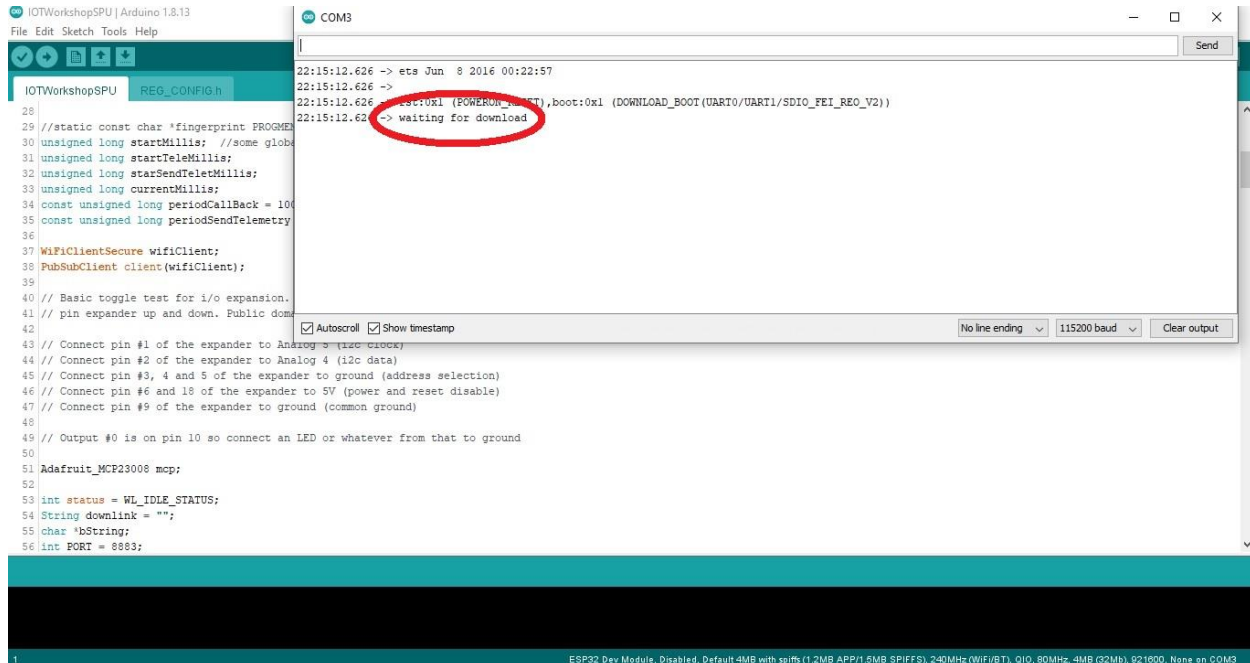 IOTWorkshopSPU | Arduino 1.8.13
File Edit Sketch Tools Help
IOTWorkshopSPU REG_CONFIG.h
COM3
Send
22:15:12.626 -> ets Jun  8 2016 00:22:57
22:15:12.626 ->
22:15:12.626 -> rst:0x1 (POWERON_RESET),boot:0x1 (DOWNLOAD_BOOT(UART0/UART1/SDIO_FEI_REO_V2))
22:15:12.626 -> waiting for download
Autoscroll Show timestamp No line ending 115200 baud Clear output
28
29 //static const char *fingerprint PROGMEM
30 unsigned long startMillis;  //some globa
31 unsigned long startTeleMillis;
32 unsigned long starSendTeletMillis;
33 unsigned long currentMillis;
34 const unsigned long periodCallBack = 100
35 const unsigned long periodSendTelemetry
36
37 WiFiClientSecure wifiClient;
38 PubSubClient client(wifiClient);
39
40 // Basic toggle test for i/o expansion.
41 // pin expander up and down. Public doma
42
43 // Connect pin #1 of the expander to Analog 5 (i2c clock)
44 // Connect pin #2 of the expander to Analog 4 (i2c data)
45 // Connect pin #3, 4 and 5 of the expander to ground (address selection)
46 // Connect pin #6 and 18 of the expander to 5V (power and reset disable)
47 // Connect pin #9 of the expander to ground (common ground)
48
49 // Output #0 is on pin 10 so connect an LED or whatever from that to ground
50
51 Adafruit_MCP23008 mcp;
52
53 int status = WL_IDLE_STATUS;
54 String downlink = "";
55 char *bString;
56 int PORT = 8883;
1 ESP32 Dev Module, Disabled, Default 4MB with spiffs (1.2MB APP/1.5MB SPIFFS), 240MHz (WiFi/BT), QIO, 80MHz, 4MB (32Mb), 921600, None on COM3